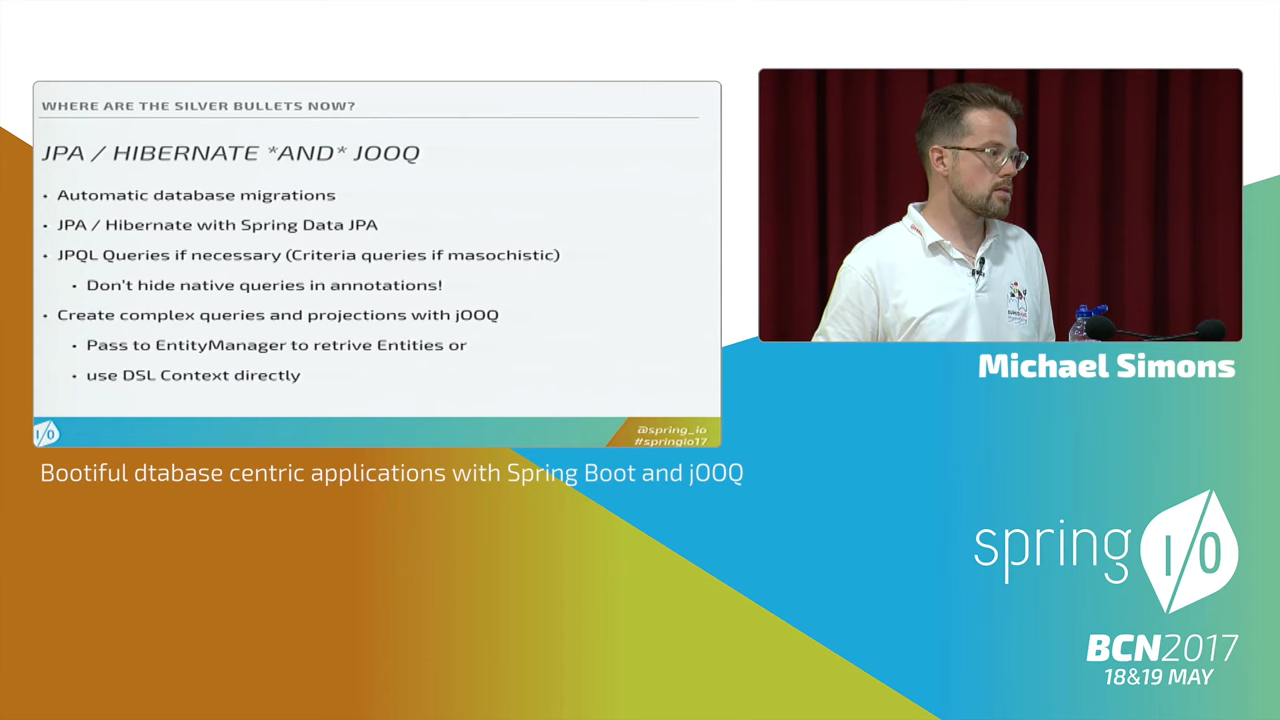 WHERE ARE THE SILVER BULLETS NOW?
JPA / HIBERNATE *AND* JOOQ
• Automatic database migrations
• JPA / Hibernate with Spring Data JPA
• JPQL Queries if necessary (Criteria queries if masochistic)
• Don't hide native queries in annotations!
• Create complex queries and projections with jOOQ
• Pass to EntityManager to retrive Entities or
• use DSL Context directly
I/O
@spring_io
#springio17
Michael Simons
Bootiful dtabase centric applications with Spring Boot and jOOQ
spring I/O
BCN2017
18&19 MAY